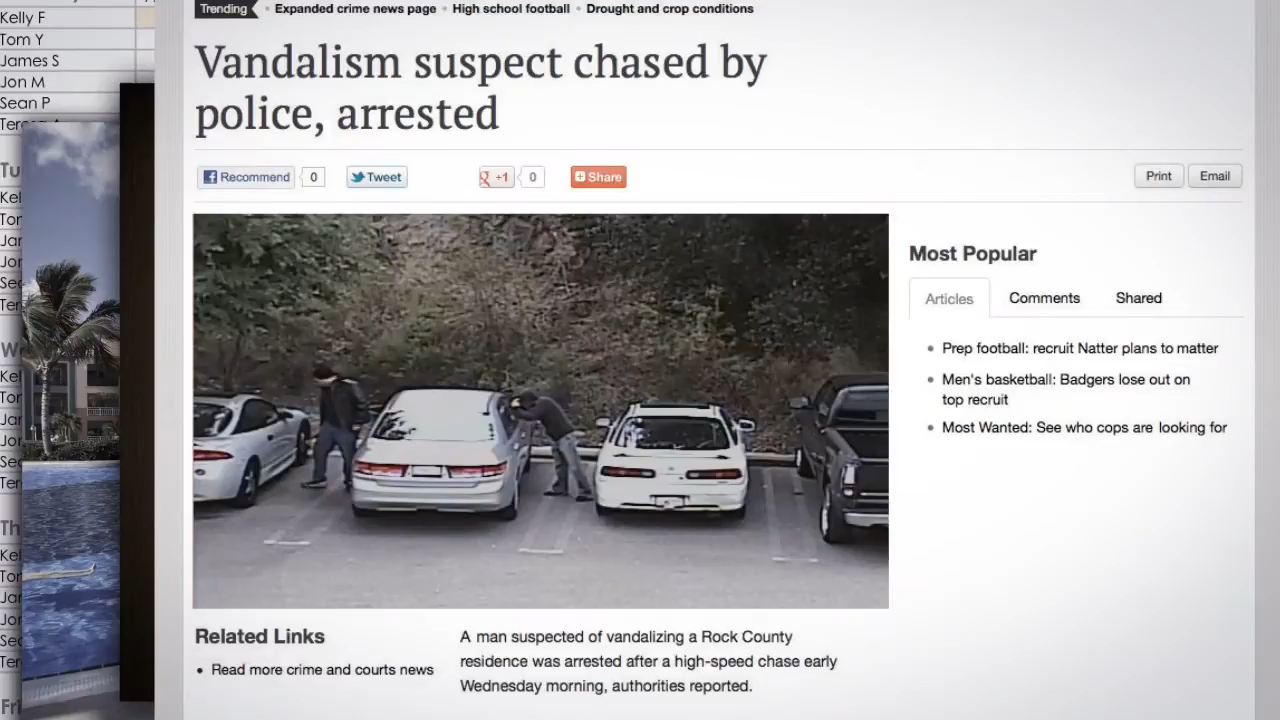 Kelly F
Tom Y
James S
Jon M
Sean P
Trending
Expanded crime news page
High school football
Drought and crop conditions
Vandalism suspect chased by
police, arrested
Recommend 0
Tweet
+1 0
Share
Print
Email
Most Popular
Articles
Comments
Shared
Prep football: recruit Natter plans to matter
Men's basketball: Badgers lose out on
top recruit
Most Wanted: See who cops are looking for
Related Links
Read more crime and courts news
A man suspected of vandalizing a Rock County
residence was arrested after a high-speed chase early
Wednesday morning, authorities reported.